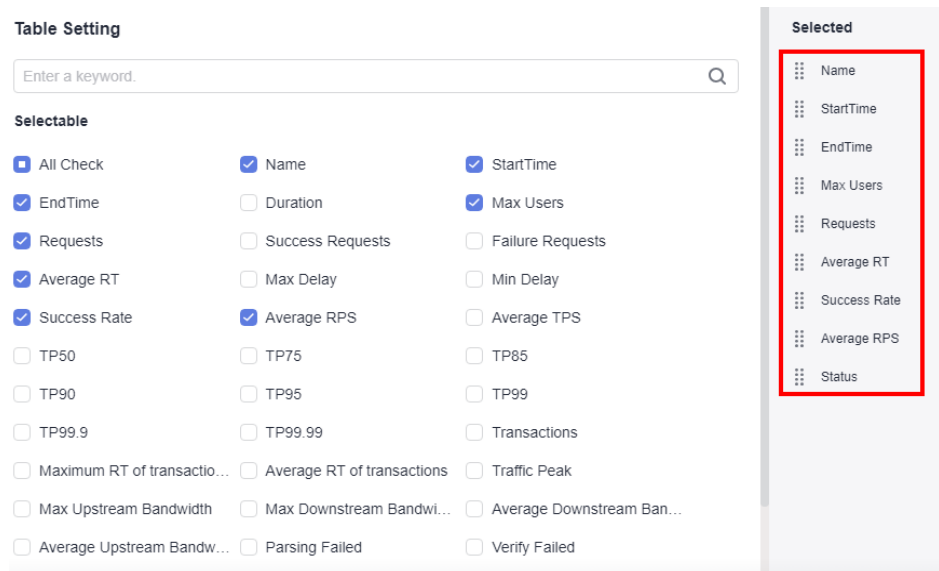 Table Setting
Enter a keyword.
Selectable
All Check
Name
StartTime
EndTime
Duration
Max Users
Requests
Success Requests
Failure Requests
Average RT
Max Delay
Min Delay
Success Rate
Average RPS
Average TPS
TP50
TP75
TP85
TP90
TP95
TP99
TP99.9
TP99.99
Transactions
Maximum RT of transactio...
Average RT of transactions
Traffic Peak
Max Upstream Bandwidth
Max Downstream Bandwi...
Average Downstream Ban...
Average Upstream Bandw...
Parsing Failed
Verify Failed
Selected
Name
StartTime
EndTime
Max Users
Requests
Average RT
Success Rate
Average RPS
Status